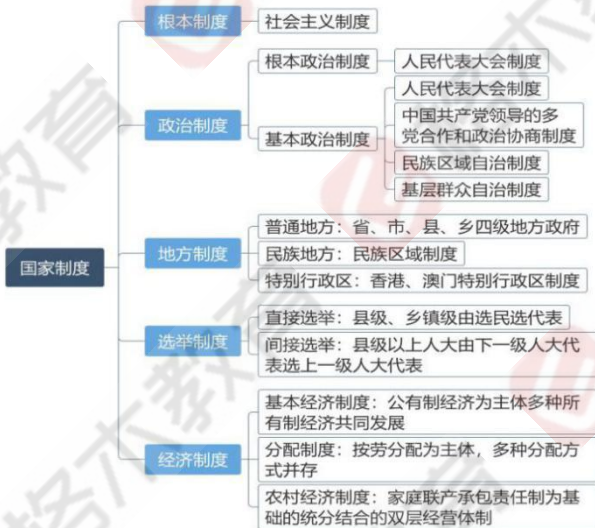 国家制度
根本制度
社会主义制度
政治制度
根本政治制度
人民代表大会制度
基本政治制度
人民代表大会制度
中国共产党领导的多
党合作和政治协商制度
民族区域自治制度
基层群众自治制度
地方制度
普通地方：省、市、县、乡四级地方政府
民族地方：民族区域制度
特别行政区：香港、澳门特别行政区制度
选举制度
直接选举：县级、乡镇级由选民选代表
间接选举：县级以上人大由下一级人大代
表选上一级人大代表
经济制度
基本经济制度：公有制经济为主体多种所
有制经济共同发展
分配制度：按劳分配为主体，多种分配方
式并存
农村经济制度：家庭联产承包责任制为基
础的统分结合的双层经营体制